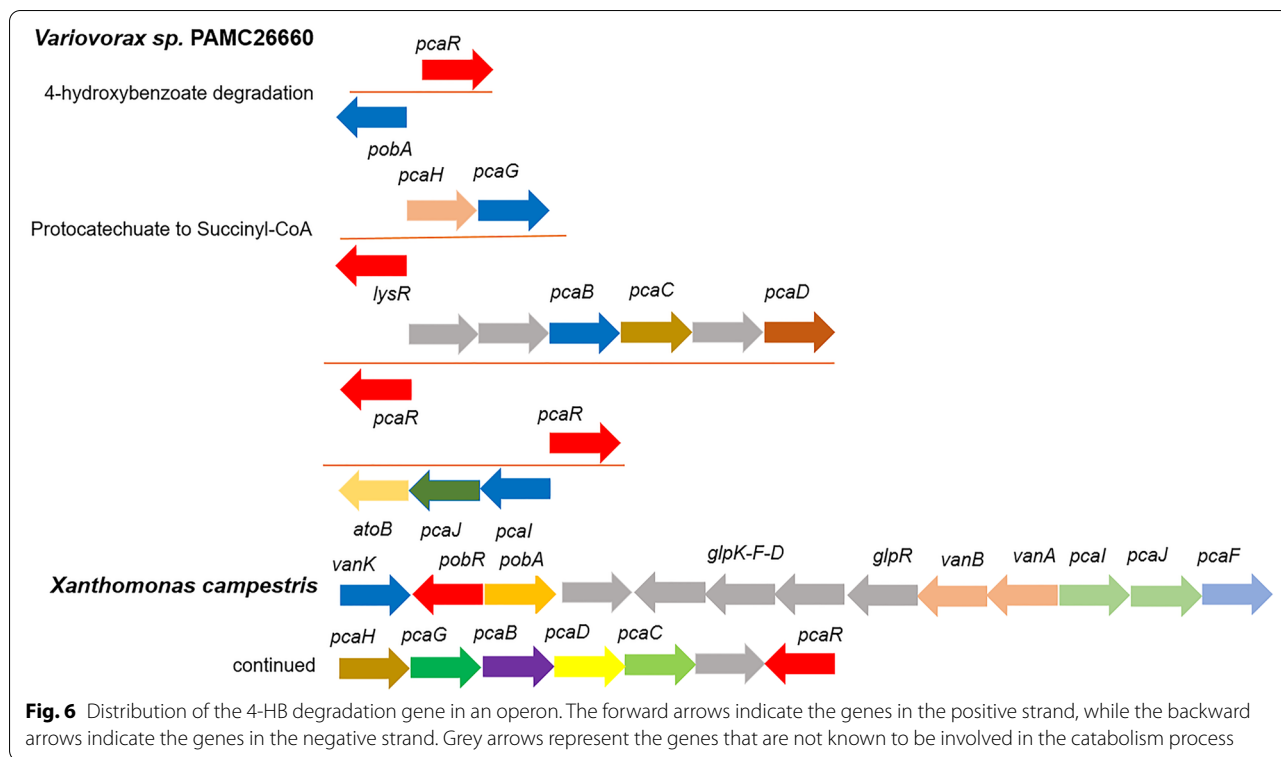 Variovorax sp. PAMC26660
pcaR
4-hydroxybenzoate degradation
pobA
pcaH pcaG
Protocatechuate to Succinyl-CoA
lysR
pcaB pcaC pcaD
pcaR
pcaR
atoB pcaJ pcaI
vanK pobR pobA glpK-F-D glpR vanB vanA pcaI pcaJ pcaF
Xanthomonas campestris
pcaH pcaG pcaB pcaD pcaC pcaR
continued
Fig. 6 Distribution of the 4-HB degradation gene in an operon. The forward arrows indicate the genes in the positive strand, while the backward
arrows indicate the genes in the negative strand. Grey arrows represent the genes that are not known to be involved in the catabolism process